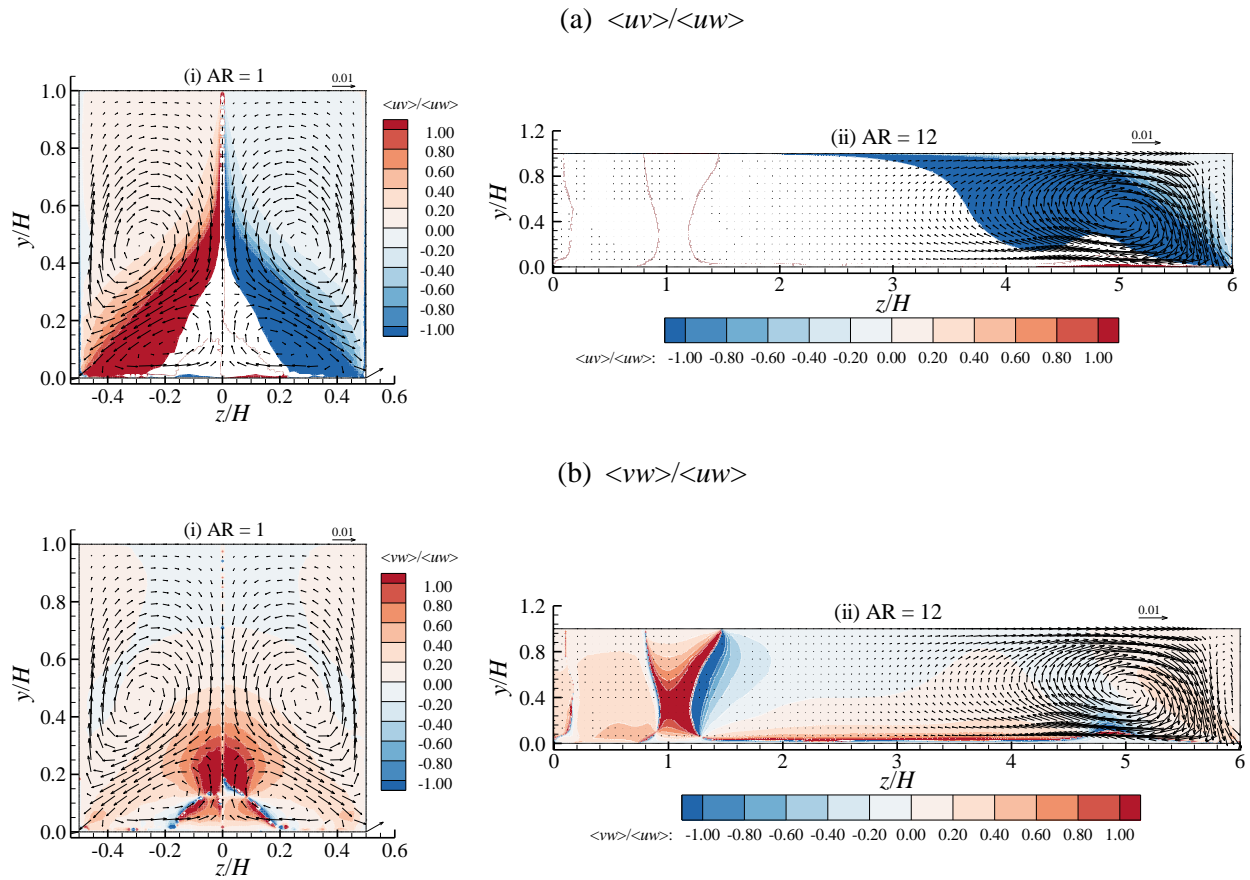 (a) <uv>/<uw>
(i) AR = 1
0.01
<uv>/<uw>
1.00
0.80
0.60
0.40
0.20
0.00
-0.20
-0.40
-0.60
-0.80
-1.00
1.0
0.8
0.6
0.4
0.2
0.0
y/H
-0.4 -0.2 0 0.2 0.4 0.6
z/H
(ii) AR = 12
0.01
1.2
0.8
0.4
0.0
y/H
0 1 2 3 4 5 6
z/H
<uv>/<uw>: -1.00 -0.80 -0.60 -0.40 -0.20 0.00 0.20 0.40 0.60 0.80 1.00
(b) <vw>/<uw>
(i) AR = 1
0.01
<vw>/<uw>
1.00
0.80
0.60
0.40
0.20
0.00
-0.20
-0.40
-0.60
-0.80
-1.00
1.0
0.8
0.6
0.4
0.2
0.0
y/H
-0.4 -0.2 0 0.2 0.4 0.6
z/H
(ii) AR = 12
0.01
1.2
0.8
0.4
0.0
y/H
0 1 2 3 4 5 6
z/H
<vw>/<uw>: -1.00 -0.80 -0.60 -0.40 -0.20 0.00 0.20 0.40 0.60 0.80 1.00